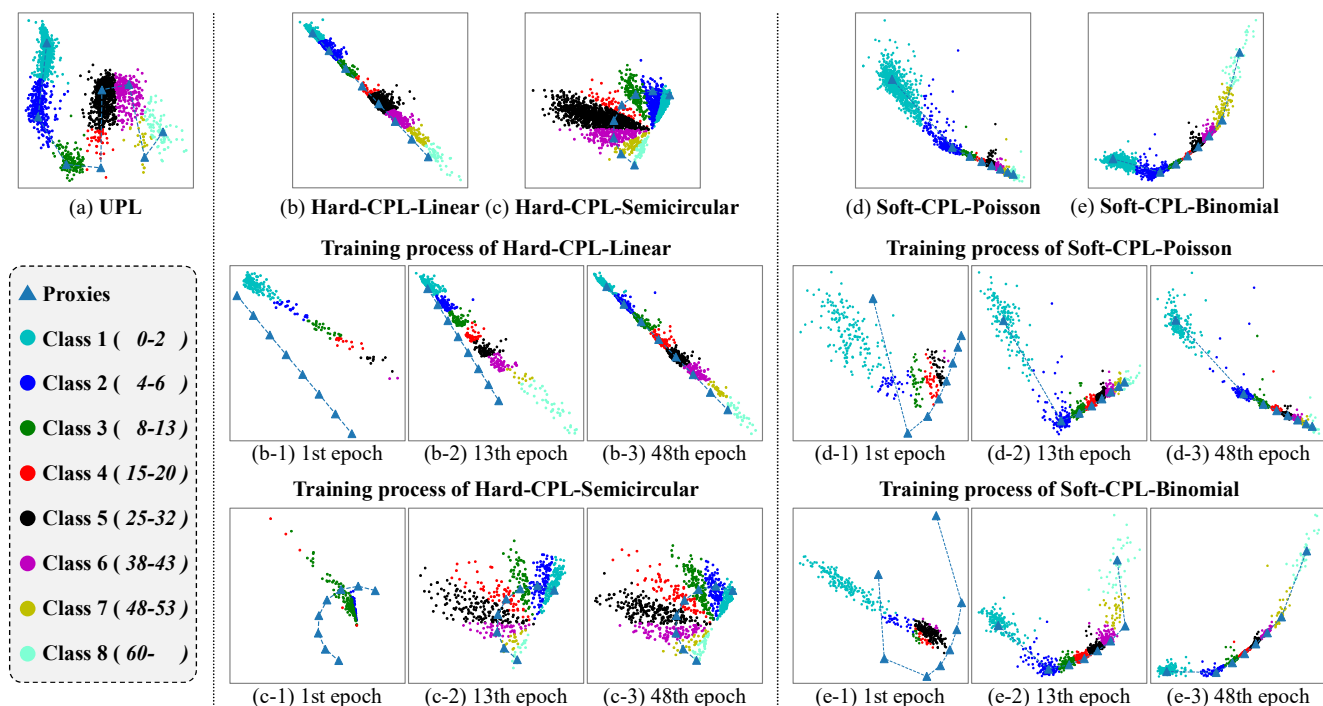 (a) UPL
(b) Hard-CPL-Linear
(c) Hard-CPL-Semicircular
(d) Soft-CPL-Poisson
(e) Soft-CPL-Binomial
Proxies
Class 1 ( 0-2 )
Class 2 ( 4-6 )
Class 3 ( 8-13 )
Class 4 ( 15-20 )
Class 5 ( 25-32 )
Class 6 ( 38-43 )
Class 7 ( 48-53 )
Class 8 ( 60- )
Training process of Hard-CPL-Linear
(b-1) 1st epoch
(b-2) 13th epoch
(b-3) 48th epoch
Training process of Hard-CPL-Semicircular
(c-1) 1st epoch
(c-2) 13th epoch
(c-3) 48th epoch
Training process of Soft-CPL-Poisson
(d-1) 1st epoch
(d-2) 13th epoch
(d-3) 48th epoch
Training process of Soft-CPL-Binomial
(e-1) 1st epoch
(e-2) 13th epoch
(e-3) 48th epoch